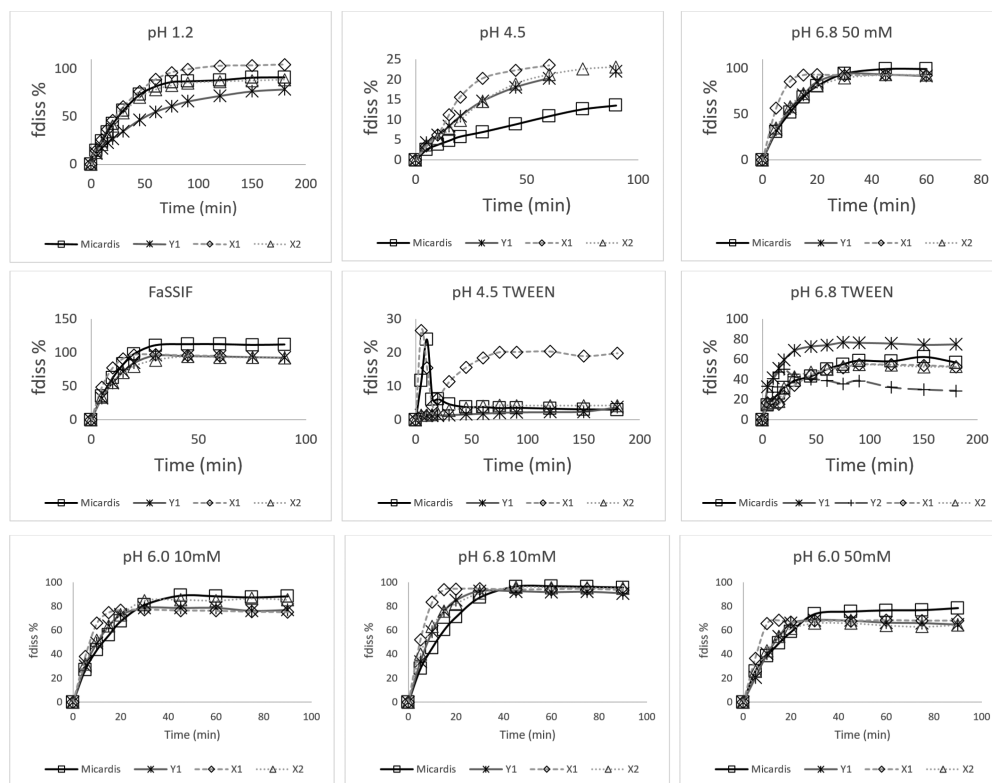 pH 1.2
fdiss %
100
50
0
0 50 100 150 200
Time (min)
Micardis Y1 X1 X2
pH 4.5
fdiss %
25
20
15
10
5
0
0 50 100
Time (min)
Micardis Y1 X1 X2
pH 6.8 50 mM
fdiss %
100
50
0
0 20 40 60 80
Time (min)
Micardis Y1 X1 X2
FaSSIF
fdiss %
150
100
50
0
0 50 100
Time (min)
Micardis Y1 X1 X2
pH 4.5 TWEEN
fdiss %
30
20
10
0
0 50 100 150 200
Time (min)
Micardis Y1 X1 X2
pH 6.8 TWEEN
fdiss %
100
80
60
40
20
0
0 50 100 150 200
Time (min)
Micardis Y1 Y2 X1 X2
pH 6.0 10mM
fdiss %
100
80
60
40
20
0
0 20 40 60 80 100
Time (min)
Micardis Y1 X1 X2
pH 6.8 10mM
fdiss %
100
80
60
40
20
0
0 20 40 60 80 100
Time (min)
Micardis Y1 X1 X2
pH 6.0 50mM
fdiss %
100
80
60
40
20
0
0 20 40 60 80 100
Time (min)
Micardis Y1 X1 X2